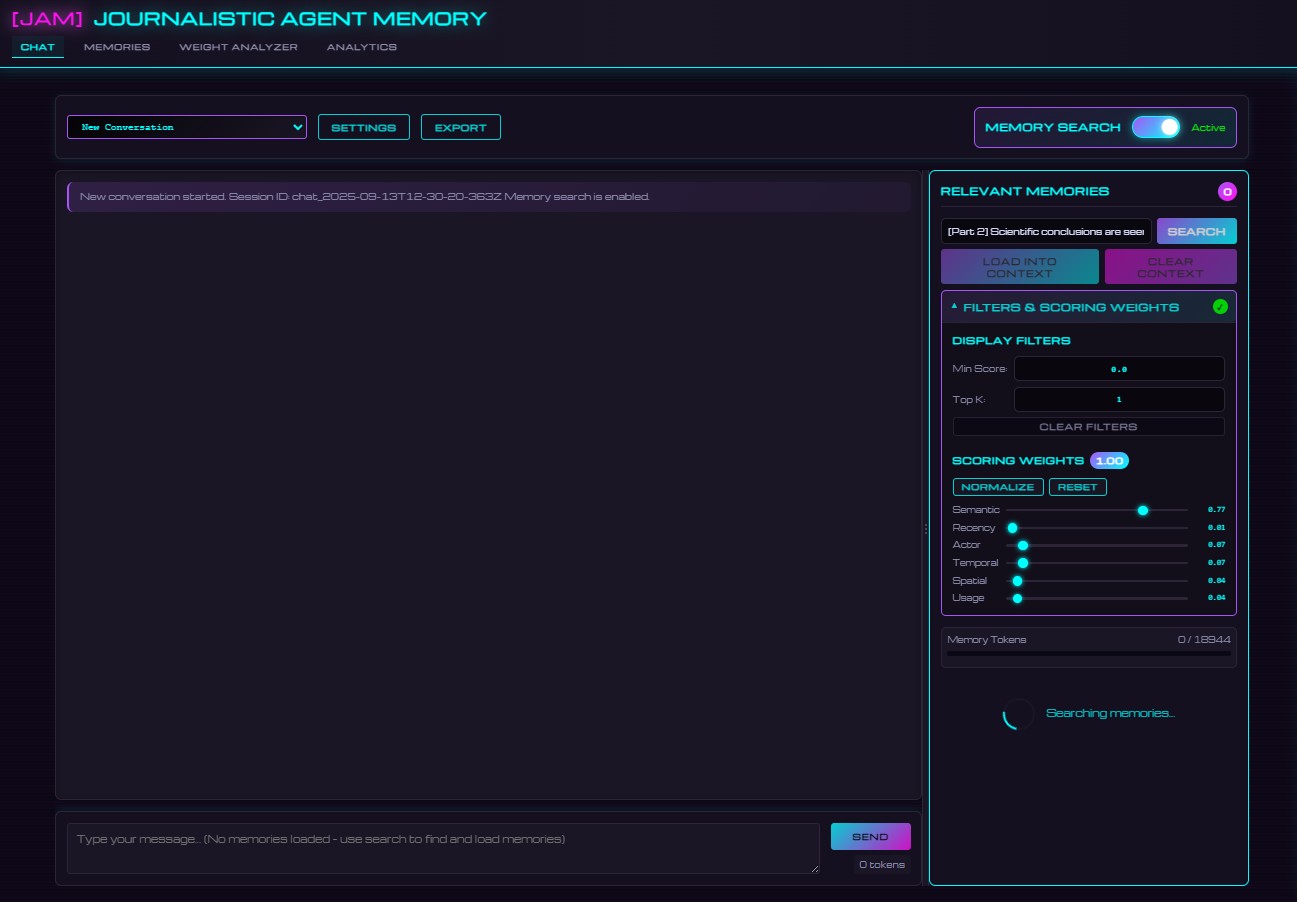 [JAM] JOURNALISTIC AGENT MEMORY
CHAT MEMORIES WEIGHT ANALYZER ANALYTICS
New Conversation SETTINGS EXPORT
MEMORY SEARCH Active
New conversation started. Session ID: chat_2025-09-13T12-30-20-363Z Memory search is enabled.
Type your message... (No memories loaded - use search to find and load memories)
SEND
0 tokens
RELEVANT MEMORIES 0
[Part 2] Scientific conclusions are see SEARCH
LOAD INTO
CONTEXT
CLEAR
CONTEXT
▲ FILTERS & SCORING WEIGHTS ✓
DISPLAY FILTERS
Min Score: 0.0
Top K: 1
CLEAR FILTERS
SCORING WEIGHTS 1.00
NORMALIZE RESET
Semantic 0.77
Recency 0.01
Actor 0.07
Temporal 0.07
Spatial 0.04
Usage 0.04
Memory Tokens 0 / 18944
Searching memories...